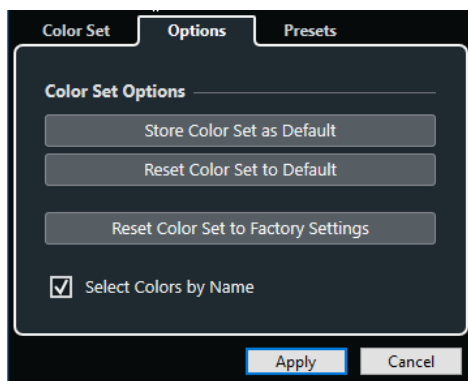 Color Set Options Presets
Color Set Options
Store Color Set as Default
Reset Color Set to Default
Reset Color Set to Factory Settings
Select Colors by Name
Apply Cancel